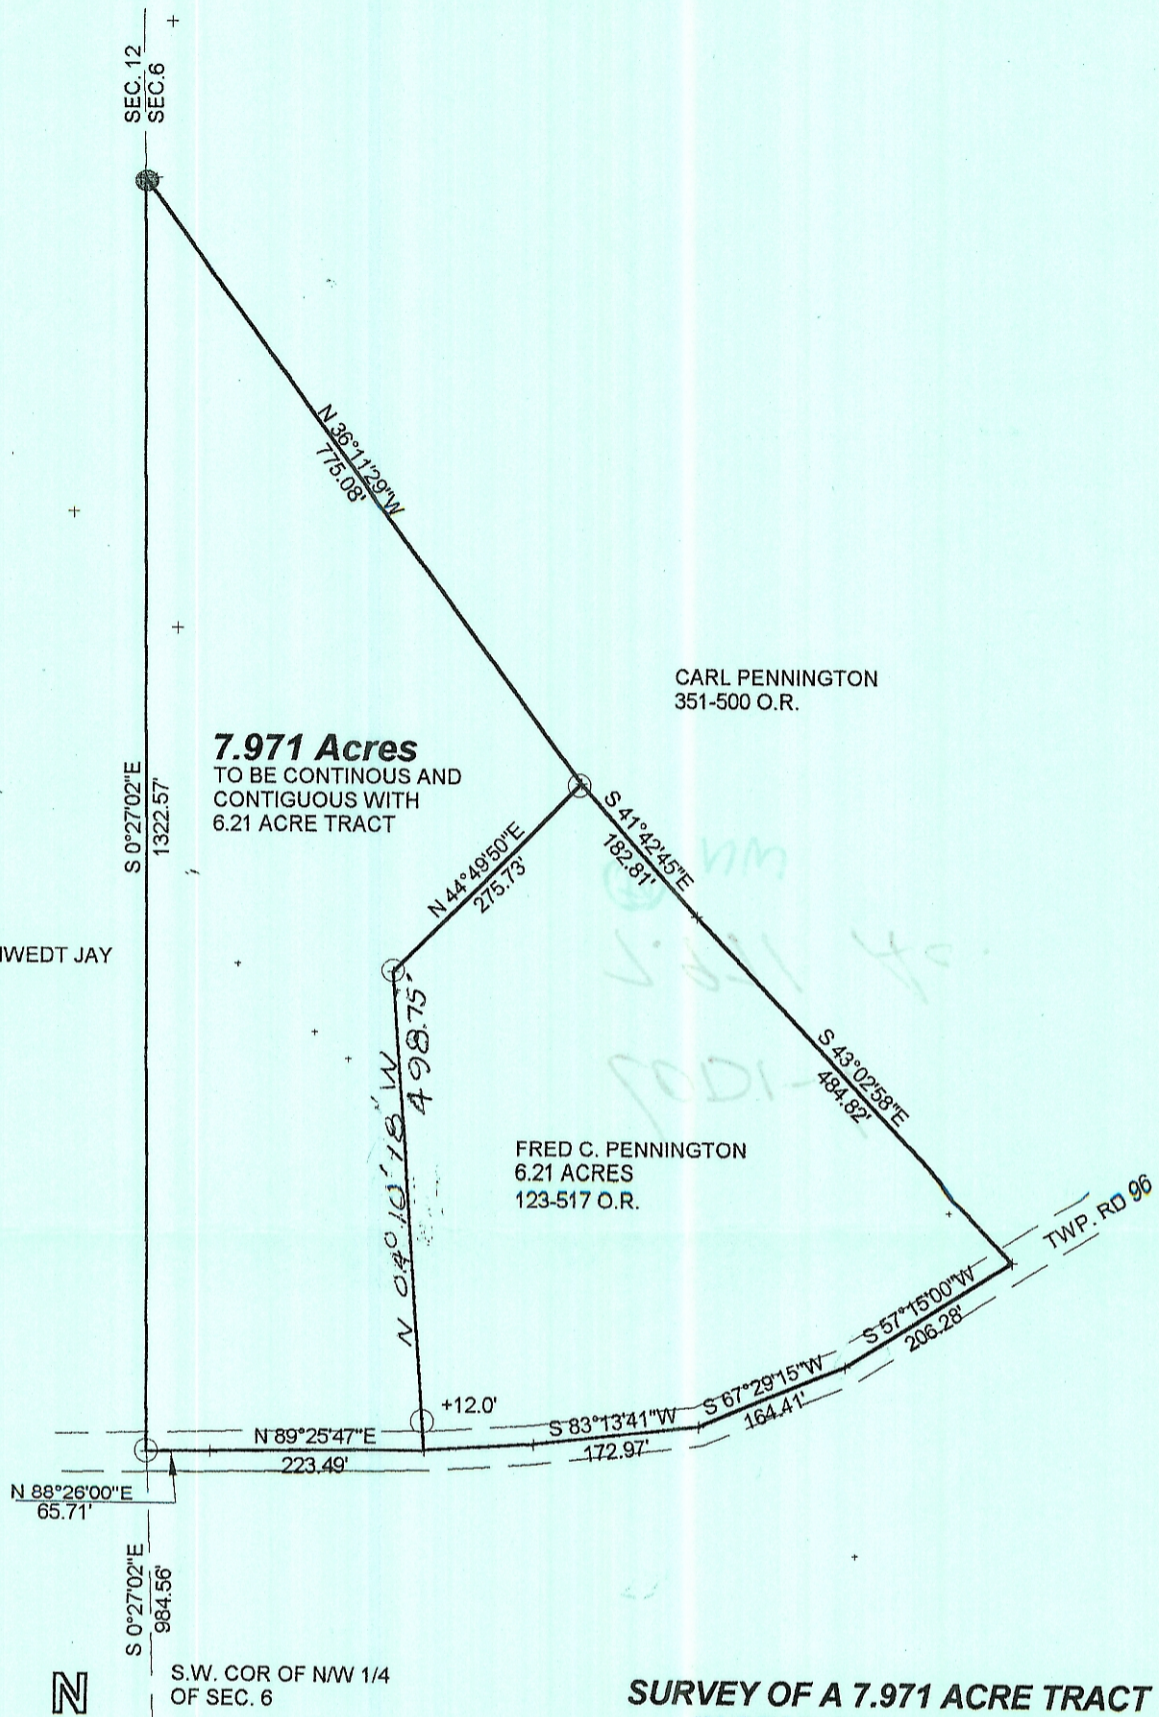 SEC. 12
SEC.6
N 36°11'29"W
775.08'
CARL PENNINGTON
351-500 O.R.
7.971 Acres
TO BE CONTINOUS AND
CONTIGUOUS WITH
6.21 ACRE TRACT
S 0°27'02"E
1322.57'
S 41°42'45"E
182.81'
N 44°49'50"E
275.73'
JAY
S 43°02'58"E
484.82'
N 04° 10' 18" W
498.75'
FRED C. PENNINGTON
6.21 ACRES
123-517 O.R.
TWP. RD 96
S 57°15'00"W
206.28'
S 67°29'15"W
164.41'
+12.0'
S 83°13'41"W
172.97'
N 89°25'47"E
223.49'
N 88°26'00"E
65.71'
S 0°27'02"E
984.56'
S.W. COR OF N/W 1/4
OF SEC. 6
N
SURVEY OF A 7.971 ACRE TRACT